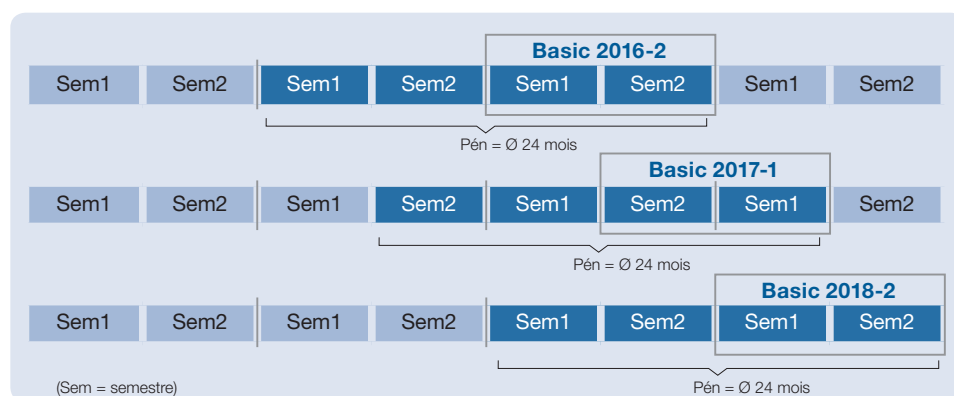 Basic 2016-2
Sem1 Sem2 Sem1 Sem2 Sem1 Sem2 Sem1 Sem2
Pén = Ø 24 mois
Basic 2017-1
Sem1 Sem2 Sem1 Sem2 Sem1 Sem2 Sem1 Sem2
Pén = Ø 24 mois
Basic 2018-2
Sem1 Sem2 Sem1 Sem2 Sem1 Sem2 Sem1 Sem2
(Sem = semestre) Pén = Ø 24 mois